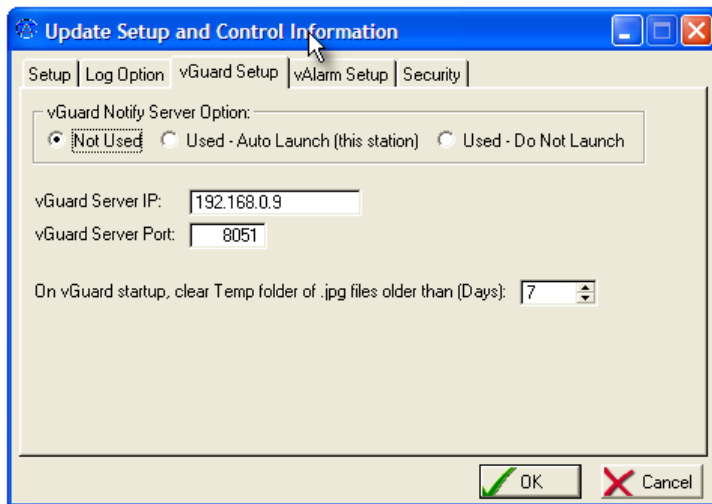 Update Setup and Control Information
Setup Log Option vGuard Setup vAlarm Setup Security
vGuard Notify Server Option:
Not Used Used - Auto Launch (this station) Used - Do Not Launch
vGuard Server IP: 192.168.0.9
vGuard Server Port: 8051
On vGuard startup, clear Temp folder of .jpg files older than (Days): 7
OK Cancel